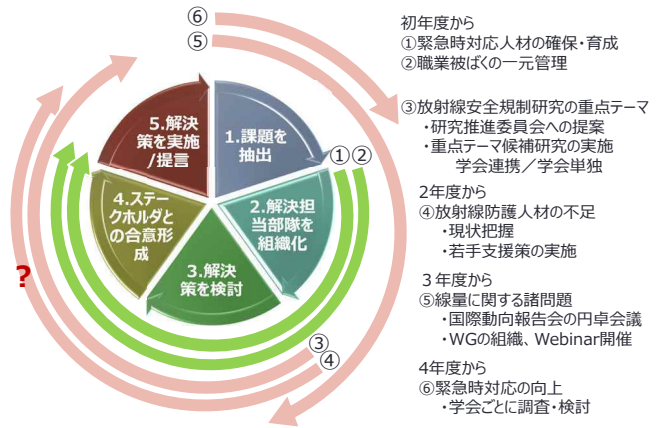 ⑥
⑤
1.課題を
抽出
① ②
2.解決担
当部隊を
組織化
3.解決
策を検討
4.ステー
クホルダと
の合意形
成
5.解決
策を実施
/提言
?
③
④
初年度から
①緊急時対応人材の確保・育成
②職業被ばくの一元管理
③放射線安全規制研究の重点テーマ
・研究推進委員会への提案
・重点テーマ候補研究の実施
学会連携／学会単独
2年度から
④放射線防護人材の不足
・現状把握
・若手支援策の実施
３年度から
⑤線量に関する諸問題
・国際動向報告会の円卓会議
・WGの組織、Webinar開催
4年度から
⑥緊急時対応の向上
・学会ごとに調査・検討